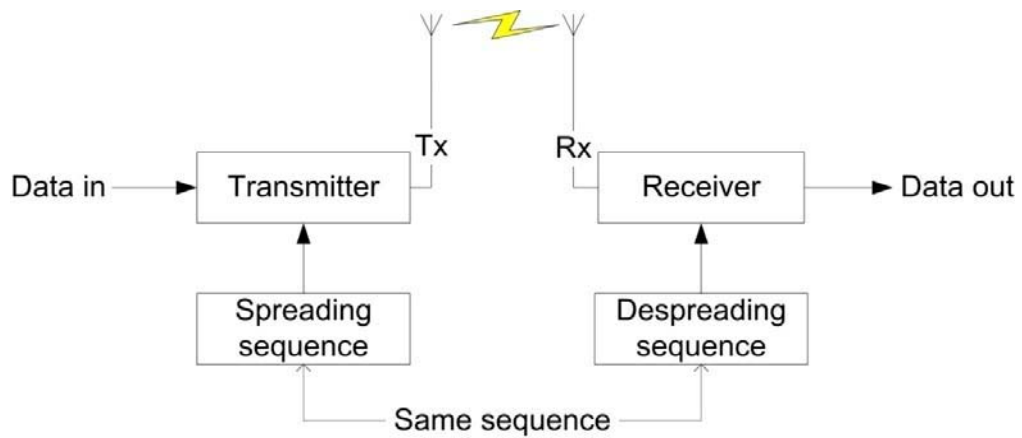 Tx
Rx
Data in
Transmitter
Receiver
Data out
Spreading
sequence
Despreading
sequence
Same sequence